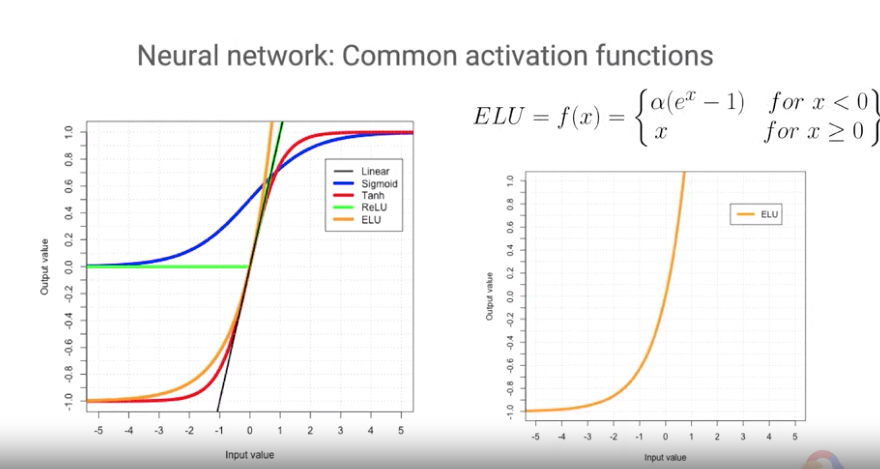 Neural network: Common activation functions
ELU = f(x) = { α(eˣ − 1) for x < 0 }
x for x ≥ 0
Output value
1.0
0.8
0.6
0.4
0.2
0.0
-0.2
-0.4
-0.6
-0.8
-1.0
Linear
Sigmoid
Tanh
ReLU
ELU
-5 -4 -3 -2 -1 0 1 2 3 4 5
Input value
Output value
1.0
0.8
0.6
0.4
0.2
0.0
-0.2
-0.4
-0.6
-0.8
-1.0
ELU
-5 -4 -3 -2 -1 0 1 2 3 4 5
Input value